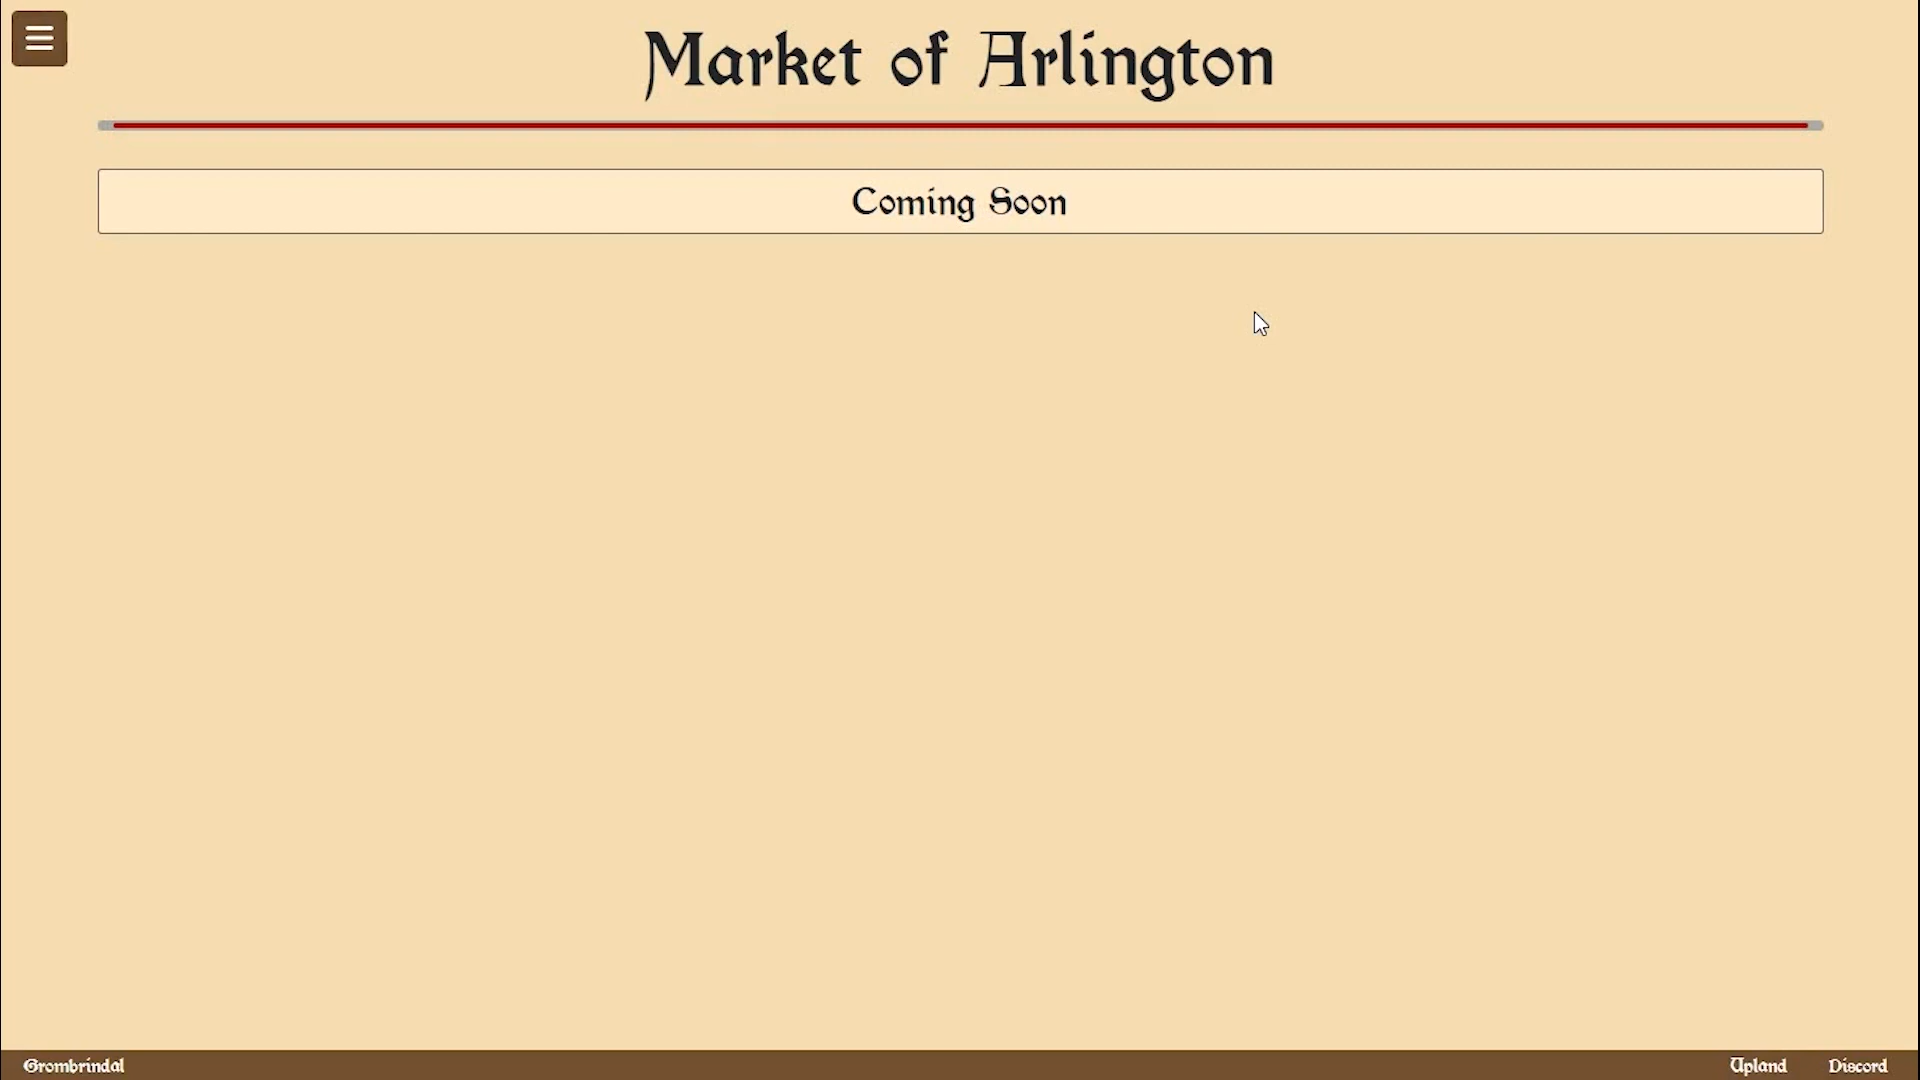 Market of Arlington
Coming Soon
Grombrindal
Upland
Discord